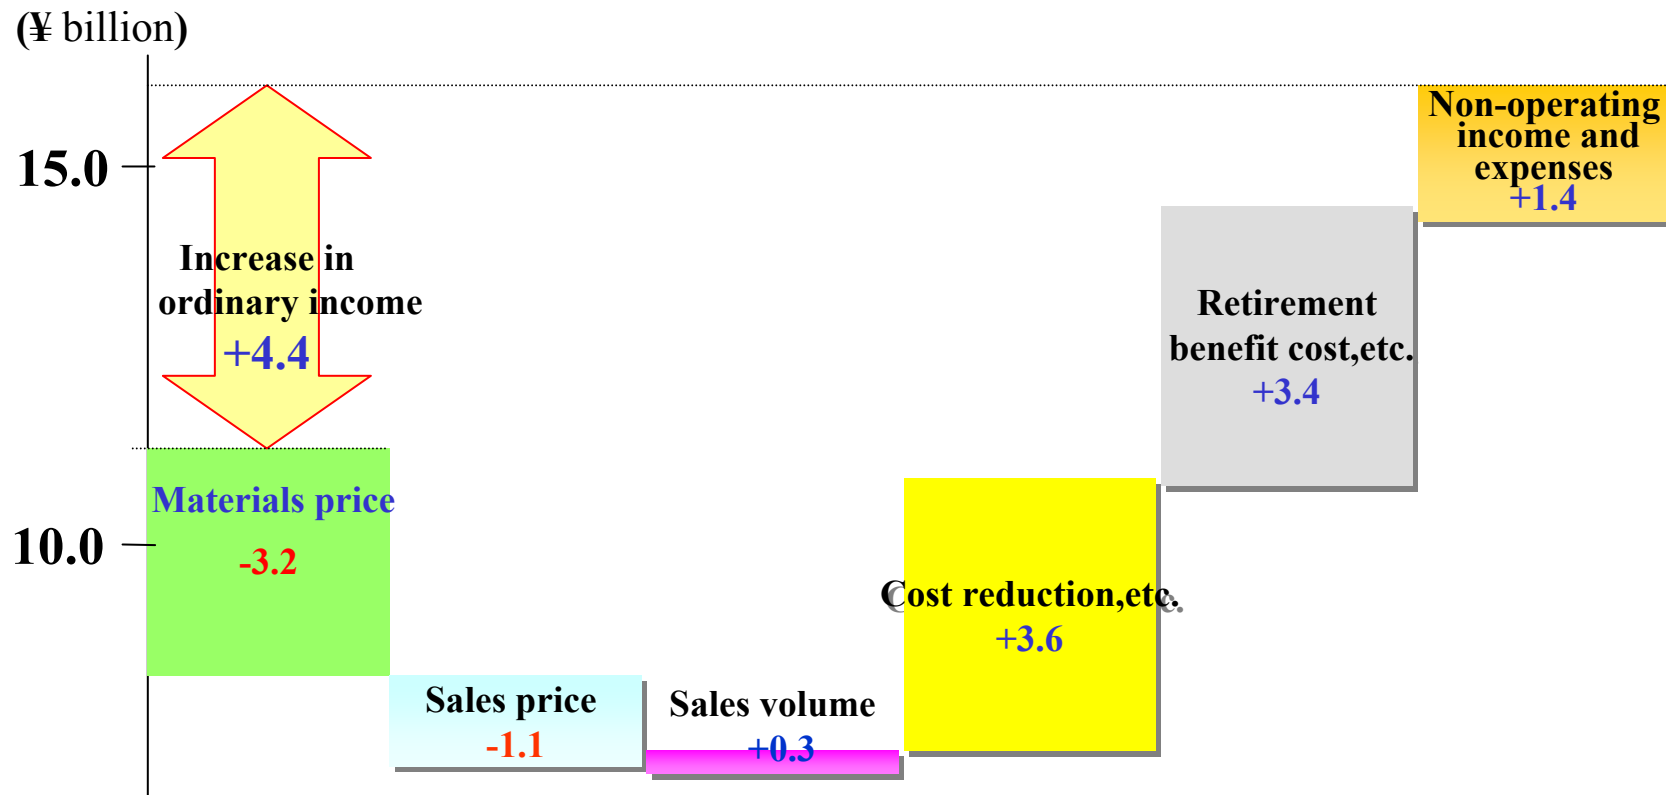 (¥ billion)
15.0
10.0
Increase in
ordinary income
+4.4
Materials price
-3.2
Sales price
-1.1
Sales volume
+0.3
Cost reduction,etc.
+3.6
Retirement
benefit cost,etc.
+3.4
Non-operating
income and
expenses
+1.4